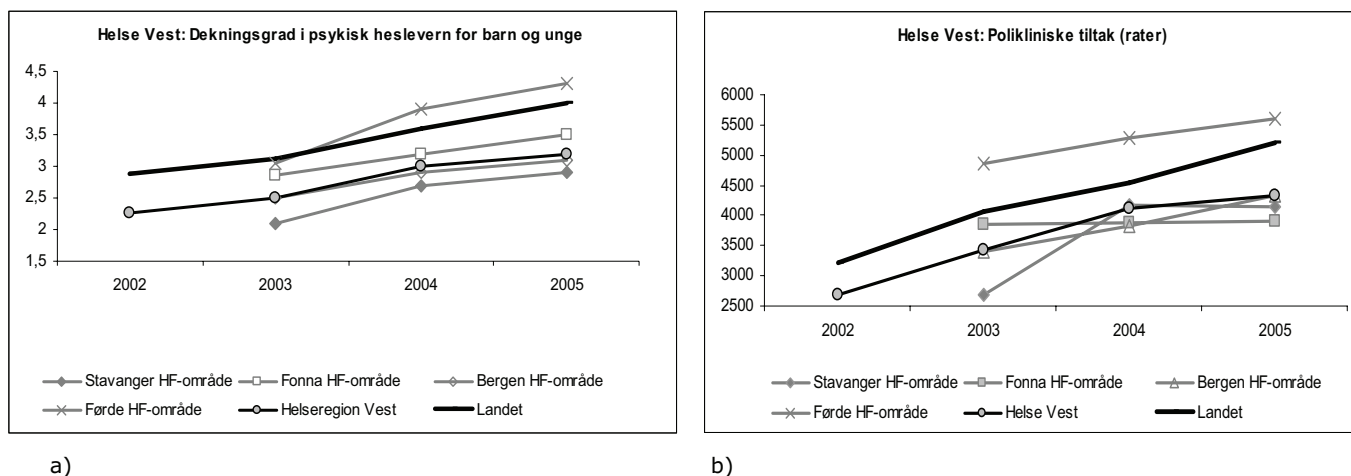 Helse Vest: Dekningsgrad i psykisk heslevern for barn og unge
4,5
4
3,5
3
2,5
2
1,5
2002 2003 2004 2005
Stavanger HF-område Fonna HF-område Bergen HF-område
Førde HF-område Helseregion Vest Landet
a)
Helse Vest: Polikliniske tiltak (rater)
6000
5500
5000
4500
4000
3500
3000
2500
2002 2003 2004 2005
Stavanger HF-område Fonna HF-område Bergen HF-område
Førde HF-område Helse Vest Landet
b)